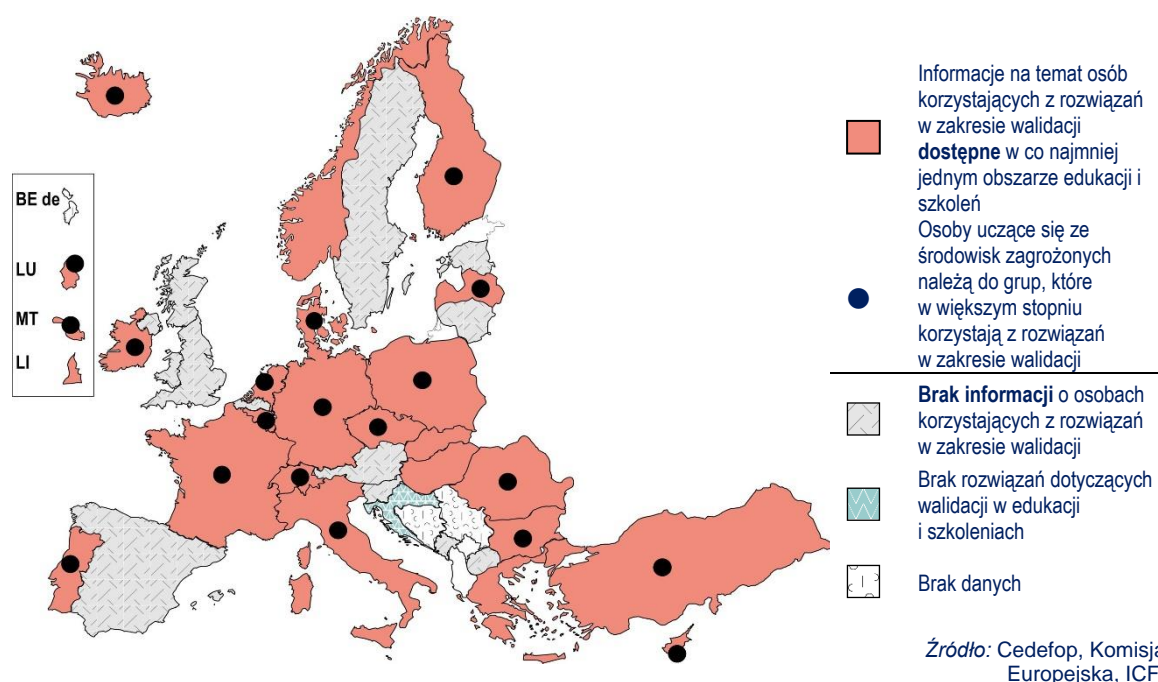 BE de
LU
MT
LI
Informacje na temat osób
korzystających z rozwiązań
w zakresie walidacji
dostępne w co najmniej
jednym obszarze edukacji i
szkoleń
Osoby uczące się ze
środowisk zagrożonych
należą do grup, które
w większym stopniu
korzystają z rozwiązań
w zakresie walidacji
Brak informacji o osobach
korzystających z rozwiązań
w zakresie walidacji
Brak rozwiązań dotyczących
walidacji w edukacji
i szkoleniach
Brak danych
Źródło: Cedefop, Komisja
Europejska, ICF